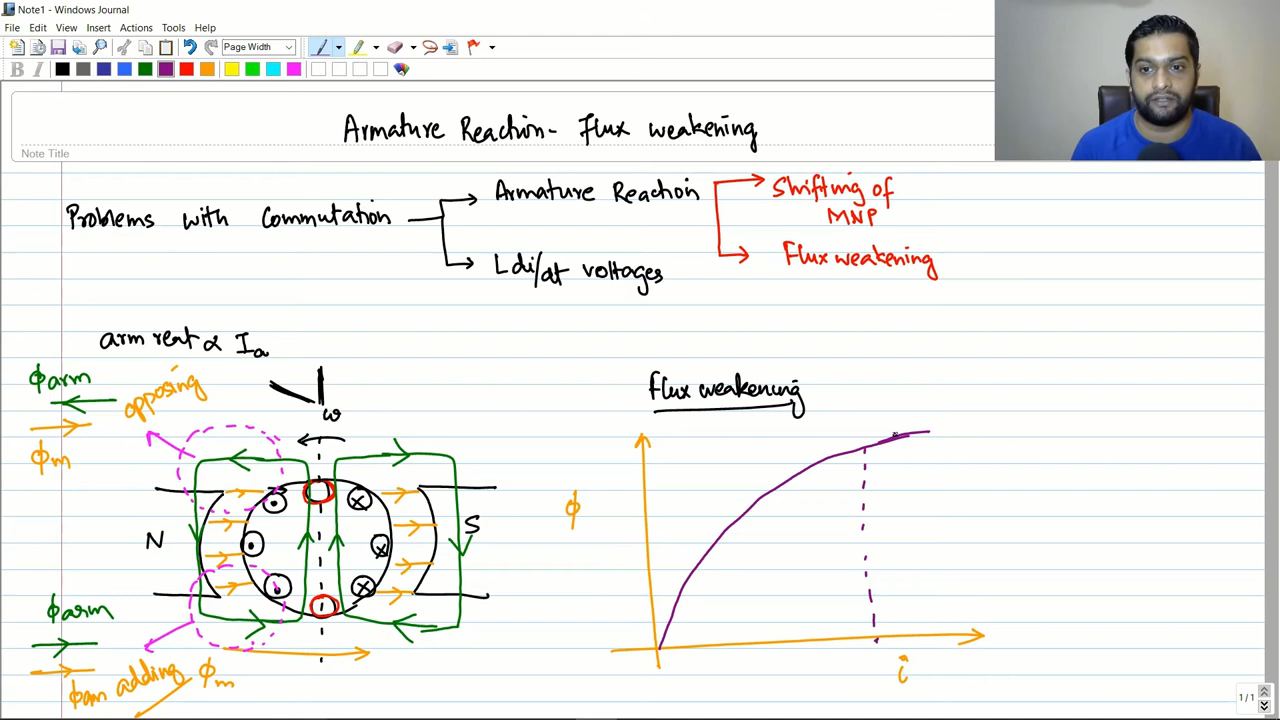 Note1 - Windows Journal
File Edit View Insert Actions Tools Help
Page Width
B I
Armature Reaction- Flux weakening
Note Title
Problems with Commutation
Armature Reaction
Ldi/dt voltages
Shifting of
MNP
Flux weakening
arm reat ∝ Ia
ϕarm
opposing
ϕm
ω
N
S
ϕarm
ϕam adding ϕm
Flux weakening
ϕ
i
1/1